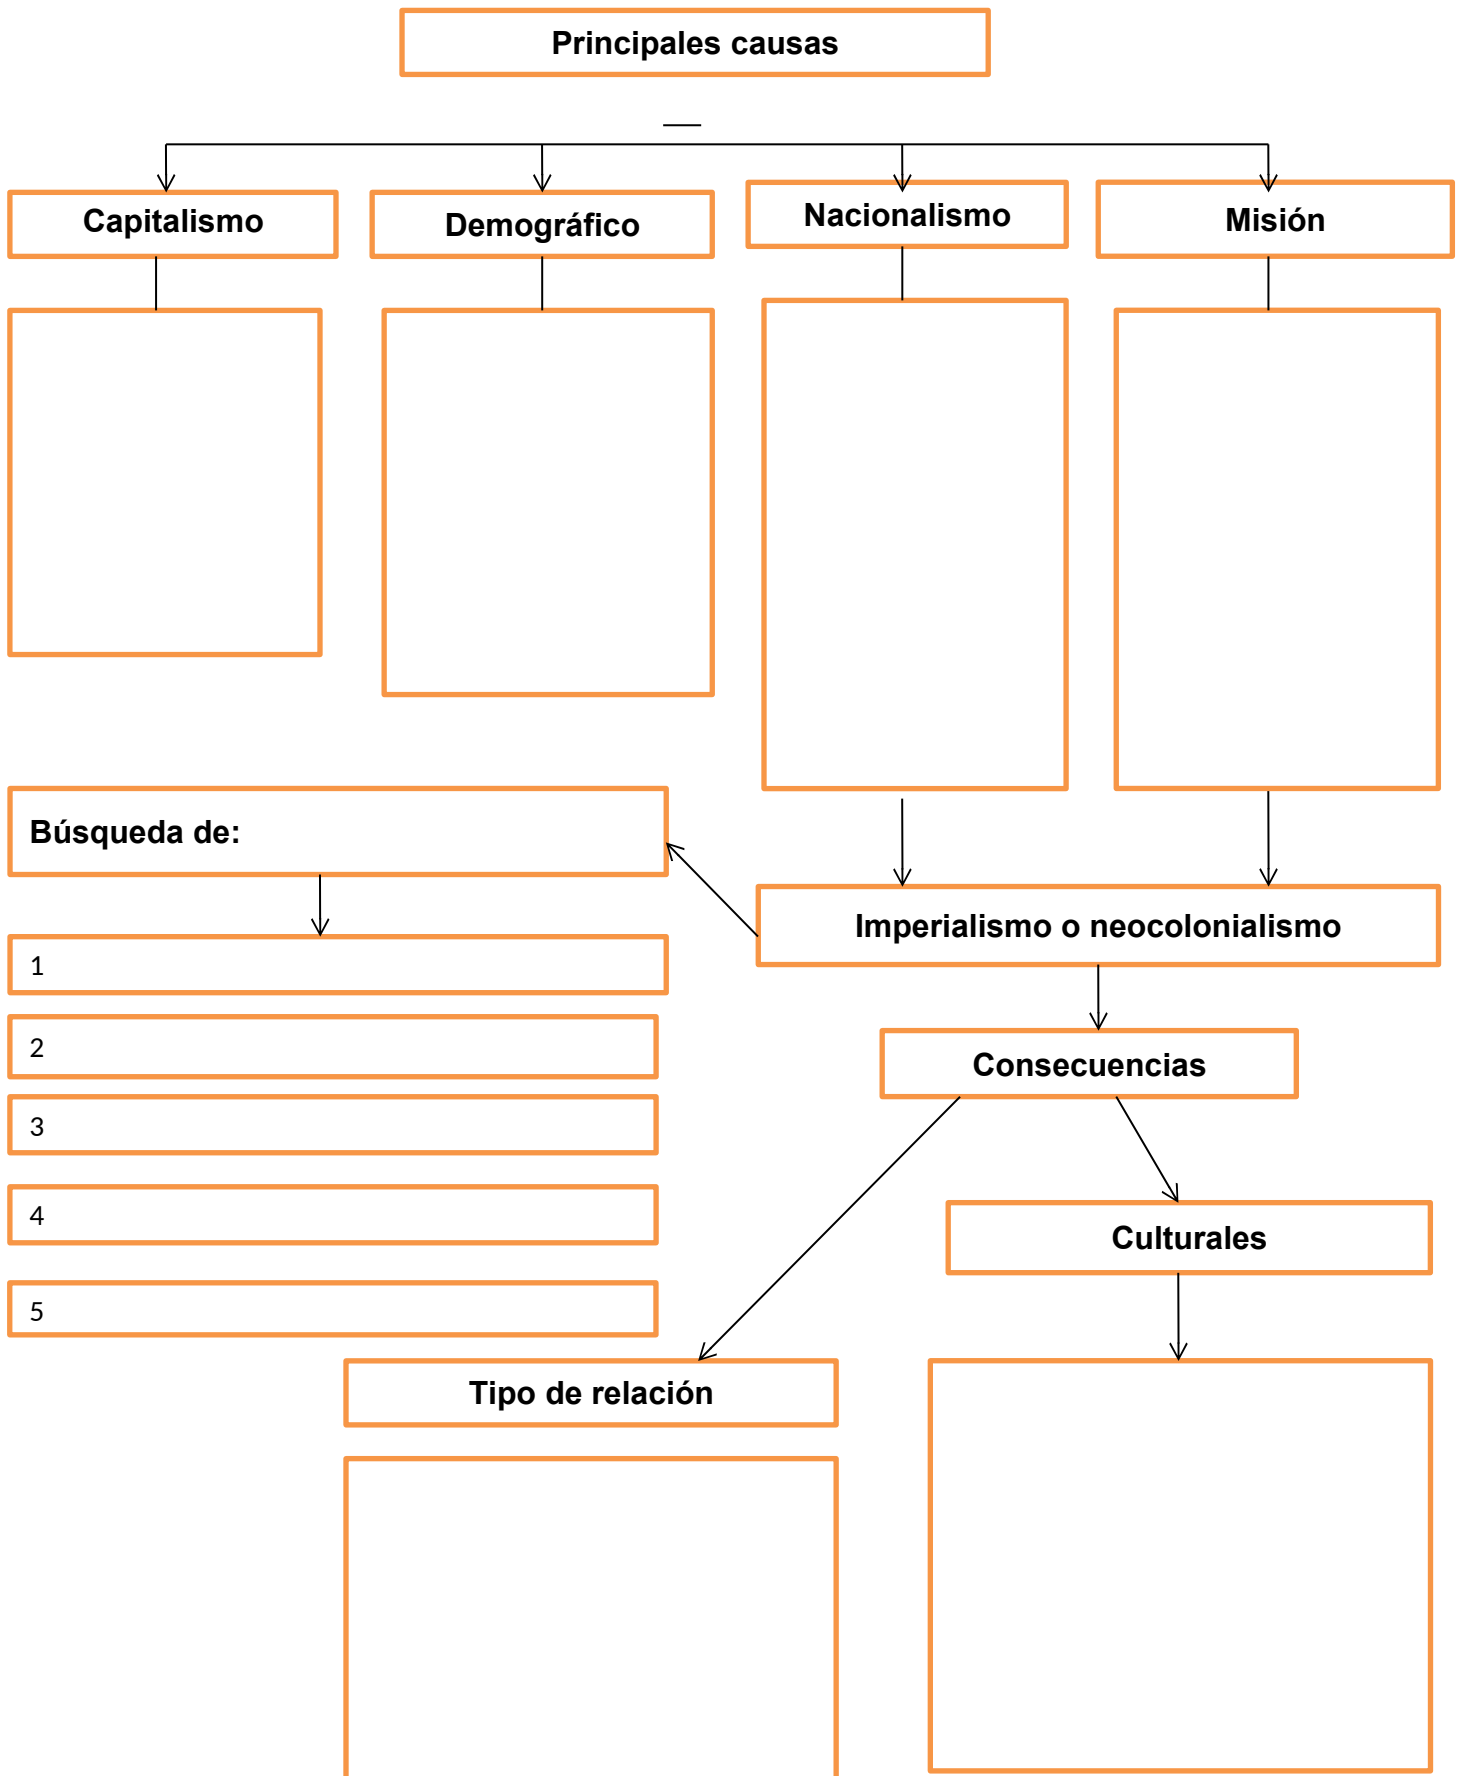 Principales causas
Capitalismo
Demográfico
Nacionalismo
Misión
Búsqueda de:
Imperialismo o neocolonialismo
1
2
3
4
5
Consecuencias
Culturales
Tipo de relación